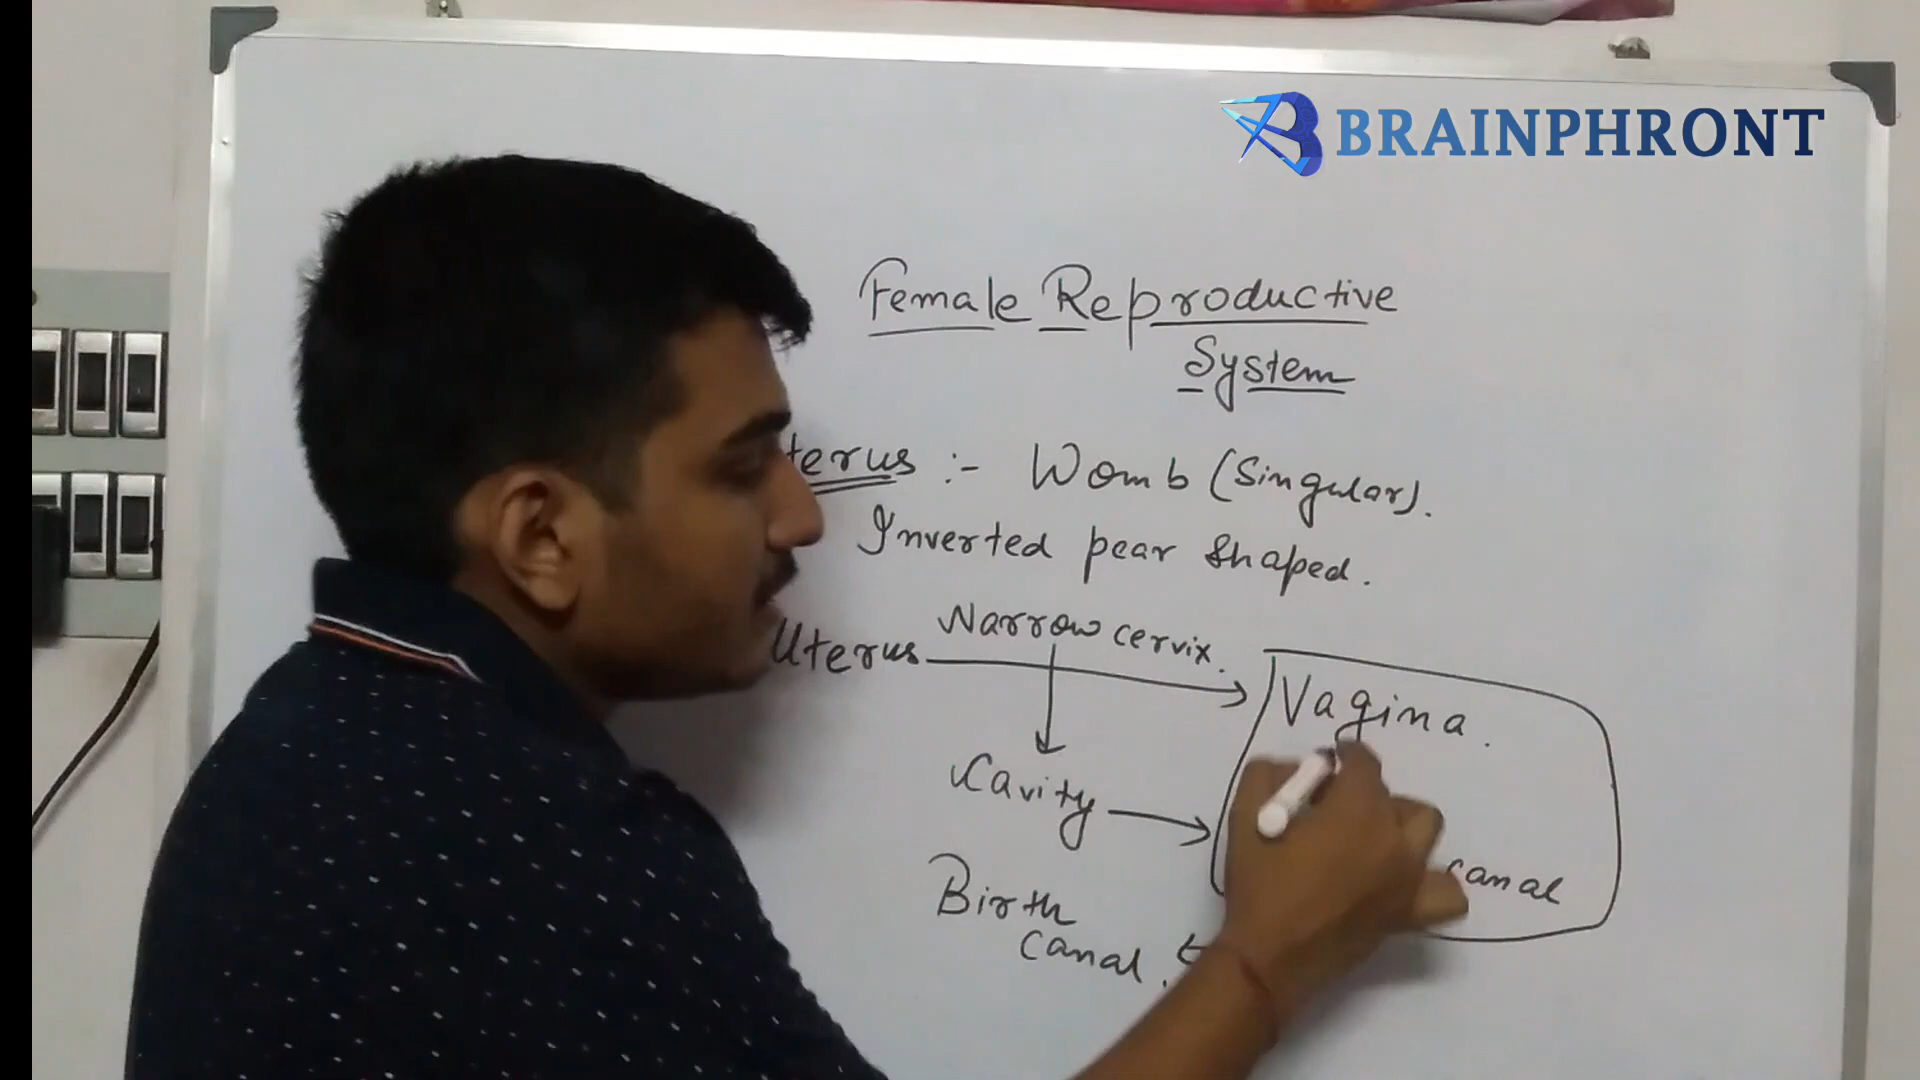 BRAINPHRONT
Female Reproductive
System
terus :- Womb (Singular).
Inverted pear shaped.
Narrow cervix.
Uterus
Vagina.
Cavity
canal
Birth
canal.